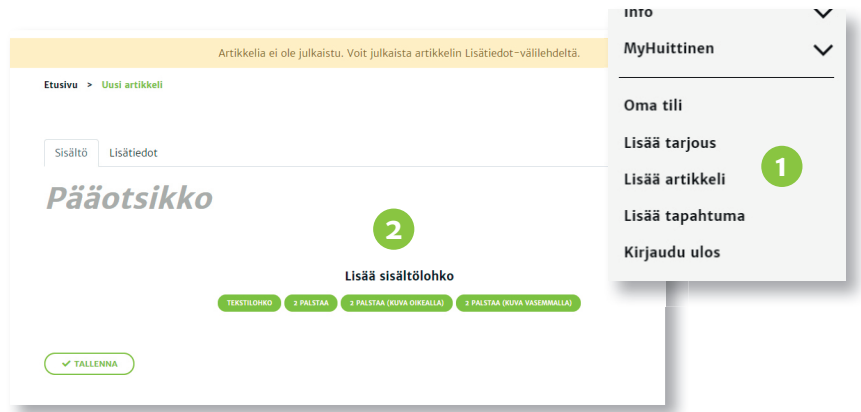 Artikkelia ei ole julkaistu. Voit julkaista artikkelin Lisätiedot-välilehdeltä.
Etusivu > Uusi artikkeli
Sisältö Lisätiedot
Pääotsikko
2
Lisää sisältölohko
TEKSTILOHKO 2 PALSTAA 2 PALSTAA (KUVA OIKEALLA) 2 PALSTAA (KUVA VASEMMALLA)
✓ TALLENNA
Info
MyHuittinen
Oma tili
Lisää tarjous
1
Lisää artikkeli
Lisää tapahtuma
Kirjaudu ulos